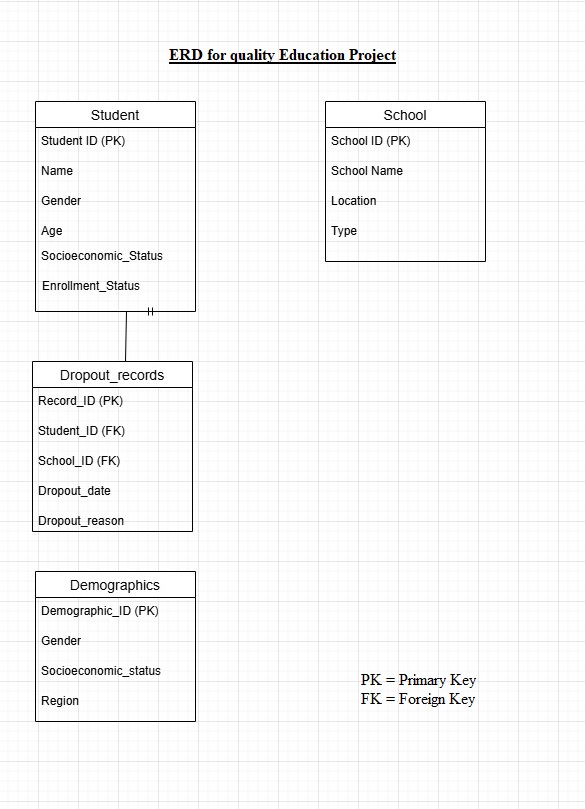 ERD for quality Education Project
Student
Student ID (PK)
Name
Gender
Age
Socioeconomic_Status
Enrollment_Status
School
School ID (PK)
School Name
Location
Type
Dropout_records
Record_ID (PK)
Student_ID (FK)
School_ID (FK)
Dropout_date
Dropout_reason
Demographics
Demographic_ID (PK)
Gender
Socioeconomic_status
Region
PK = Primary Key
FK = Foreign Key